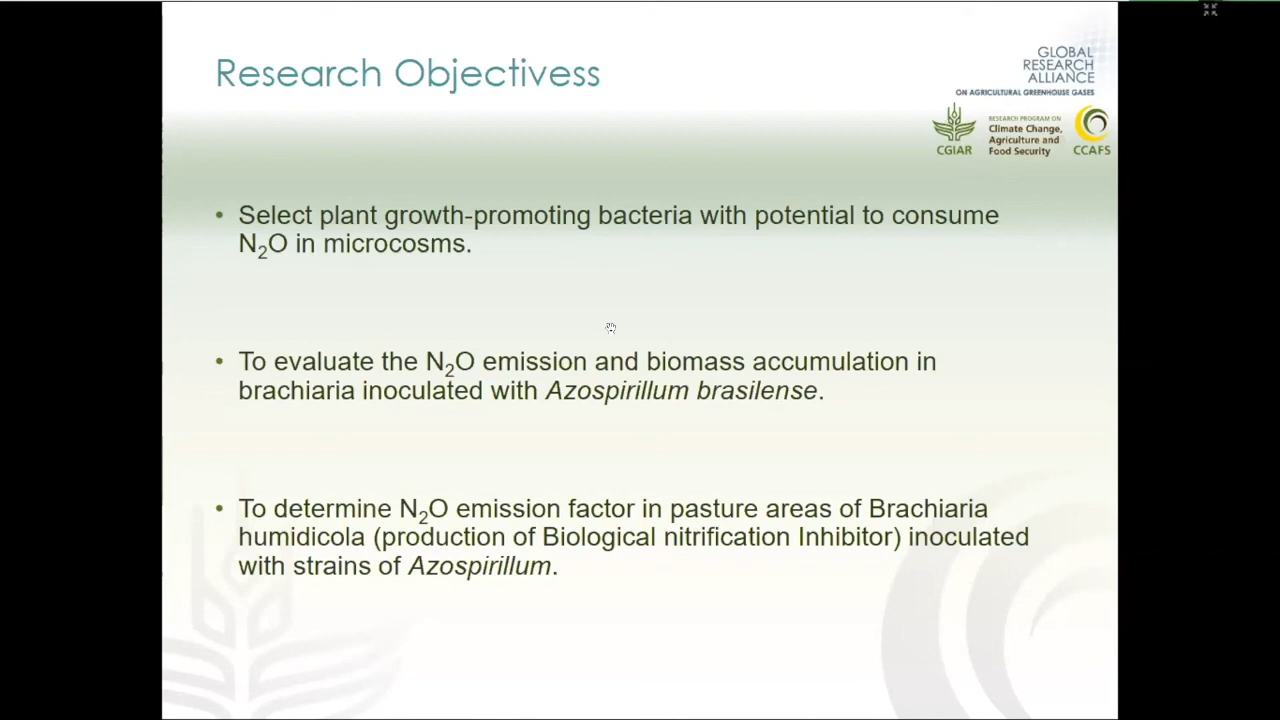 Research Objectivess
GLOBAL
RESEARCH
ALLIANCE
ON AGRICULTURAL GREENHOUSE GASES
CGIAR
RESEARCH PROGRAM ON
Climate Change,
Agriculture and
Food Security
CCAFS
• Select plant growth-promoting bacteria with potential to consume
N₂O in microcosms.
• To evaluate the N₂O emission and biomass accumulation in
brachiaria inoculated with Azospirillum brasilense.
• To determine N₂O emission factor in pasture areas of Brachiaria
humidicola (production of Biological nitrification Inhibitor) inoculated
with strains of Azospirillum.